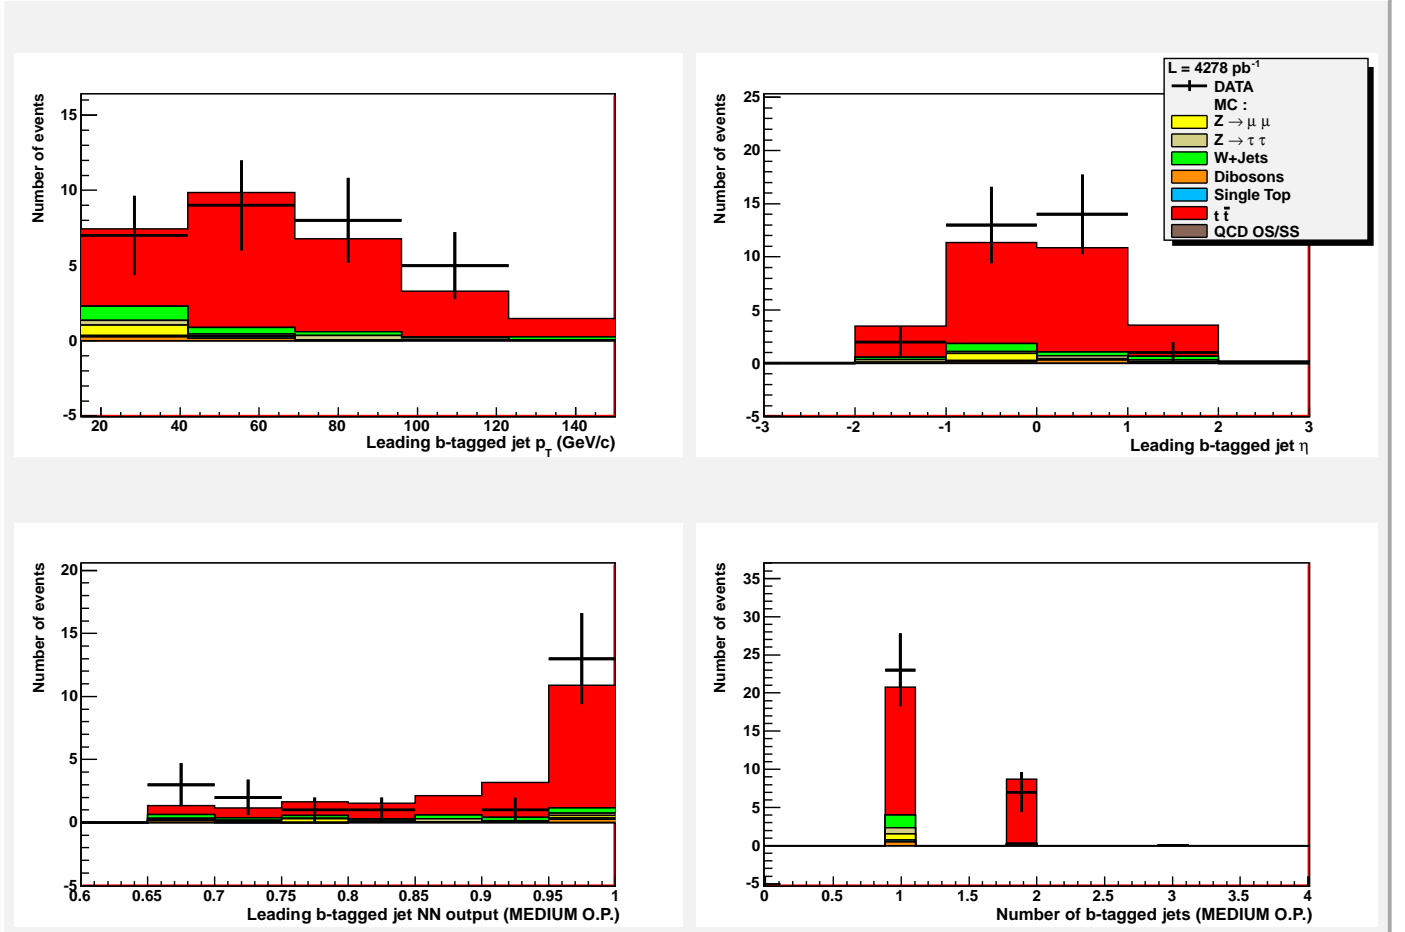 Number of events
15
10
5
0
-5
20 40 60 80 100 120 140
Leading b-tagged jet p_T (GeV/c)
Number of events
25
20
15
10
5
0
-5
-3 -2 -1 0 1 2 3
Leading b-tagged jet η
L = 4278 pb⁻¹
DATA
MC :
Z → μ μ
Z → τ τ
W+Jets
Dibosons
Single Top
t t̄
QCD OS/SS
Number of events
20
15
10
5
0
-5
0.6 0.65 0.7 0.75 0.8 0.85 0.9 0.95 1
Leading b-tagged jet NN output (MEDIUM O.P.)
Number of events
35
30
25
20
15
10
5
0
-5
0 0.5 1 1.5 2 2.5 3 3.5 4
Number of b-tagged jets (MEDIUM O.P.)